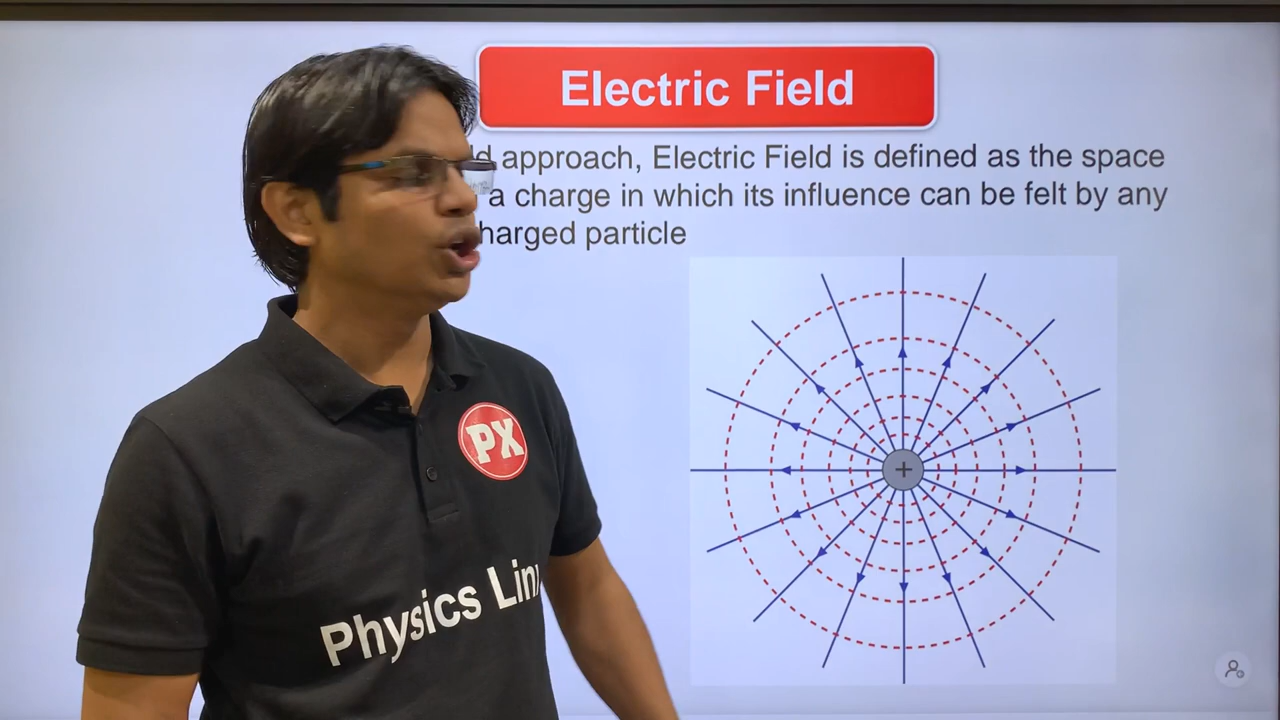 Electric Field
approach, Electric Field is defined as the space
a charge in which its influence can be felt by any
harged particle
+
PX
Physics Lin